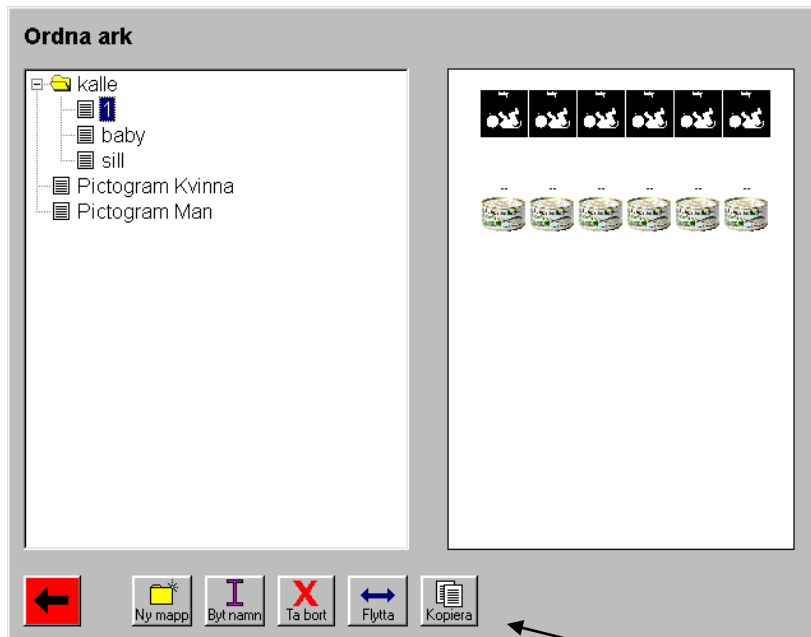 Ordna ark
kalle
1
baby
sill
Pictogram Kvinna
Pictogram Man
Ny mapp
Byt namn
Ta bort
Flytta
Kopiera